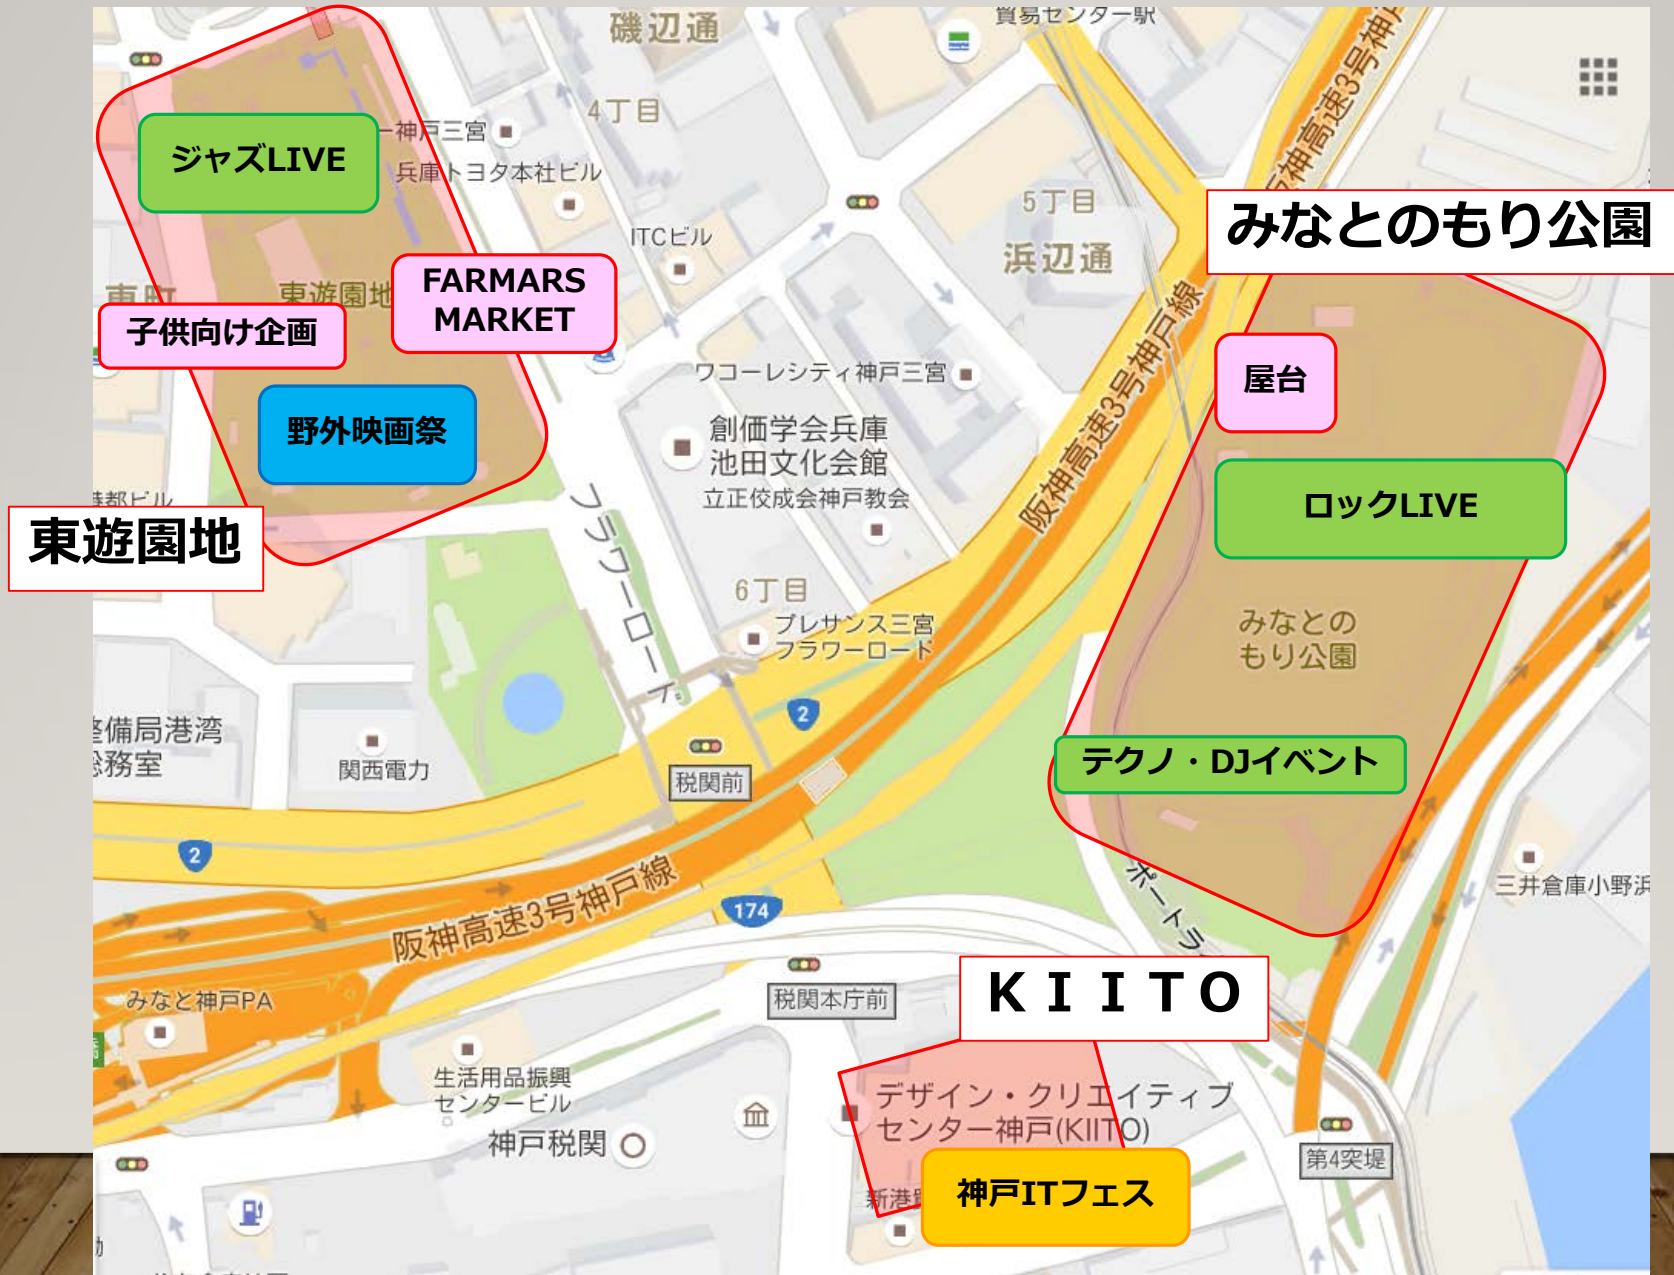 磯辺通
貿易センター駅
4丁目
ジャズLIVE
ー神戸三宮
兵庫トヨタ本社ビル
阪神高速3号神戸
5丁目
浜辺通
みなとのもり公園
ITCビル
東町
東遊園地
FARMARS
MARKET
子供向け企画
ワコーレシティ神戸三宮
屋台
野外映画祭
創価学会兵庫
池田文化会館
立正佼成会神戸教会
阪神高速3号神戸線
ロックLIVE
東遊園地
フラワーロード
6丁目
プレサンス三宮
フラワーロード
みなとの
もり公園
2
整備局港湾
総務室
関西電力
税関前
テクノ・DJイベント
2
阪神高速3号神戸線
174
ポートラ
三井倉庫小野浜
KIITO
税関本庁前
みなと神戸PA
生活用品振興
センタービル
神戸税関
デザイン・クリエイティブ
センター神戸(KIITO)
第4突堤
新港
神戸ITフェス